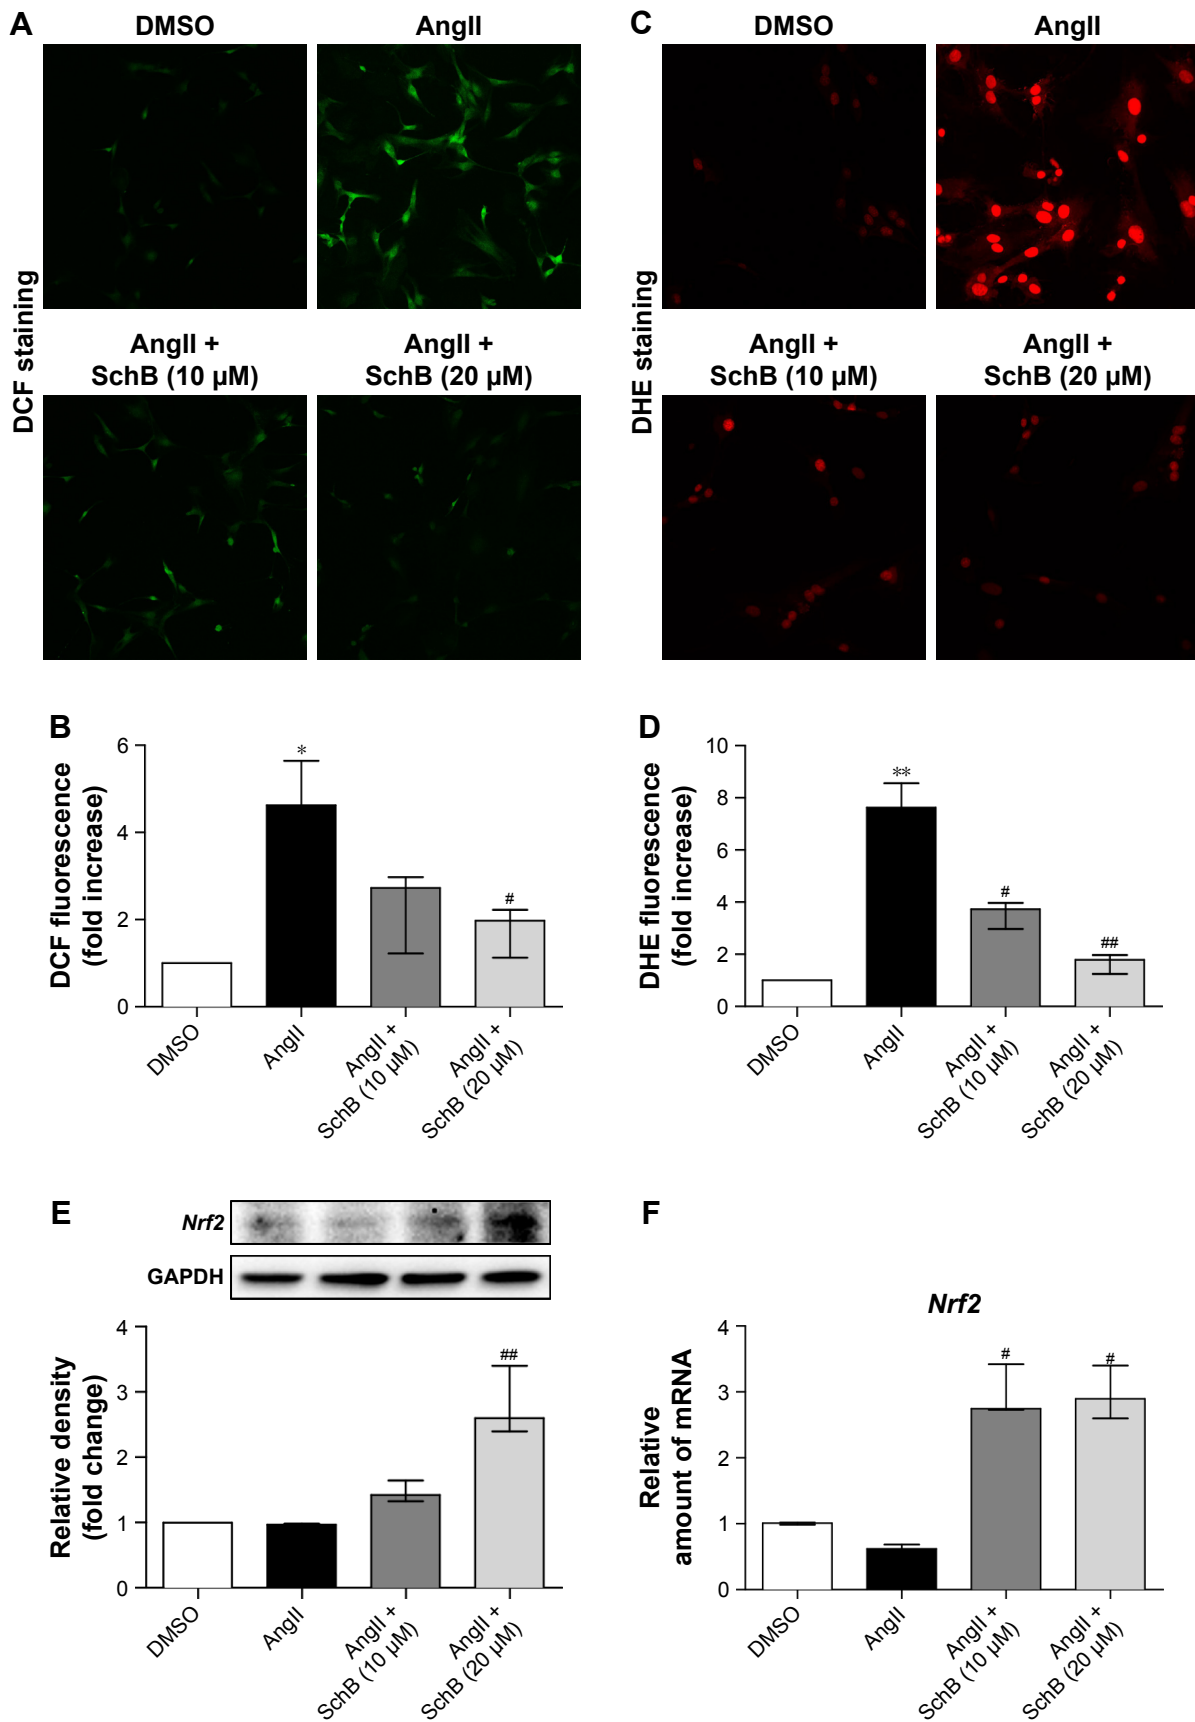 A
DMSO
AngII
DCF staining
AngII +
SchB (10 µM)
AngII +
SchB (20 µM)
C
DMSO
AngII
DHE staining
AngII +
SchB (10 µM)
AngII +
SchB (20 µM)
B
DCF fluorescence
(fold increase)
6
4
2
0
*
#
DMSO
AngII
AngII +
SchB (10 µM)
AngII +
SchB (20 µM)
D
DHE fluorescence
(fold increase)
10
8
6
4
2
0
**
#
##
DMSO
AngII
AngII +
SchB (10 µM)
AngII +
SchB (20 µM)
E
Nrf2
GAPDH
Relative density
(fold change)
4
3
2
1
0
##
DMSO
AngII
AngII +
SchB (10 µM)
AngII +
SchB (20 µM)
F
Nrf2
Relative
amount of mRNA
4
3
2
1
0
#
#
DMSO
AngII
AngII +
SchB (10 µM)
AngII +
SchB (20 µM)